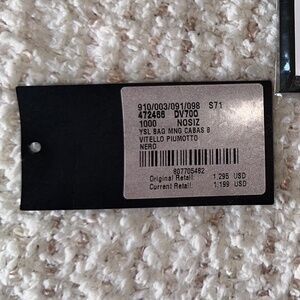 910/003/091/098 S71
472466 DV700
1000 NOSIZ
YSL BAG MNG CABAS B
VITELLO PIUMOTTO
NERO
807705482
Original Retail: 1.295 USD
Current Retail: 1.199 USD